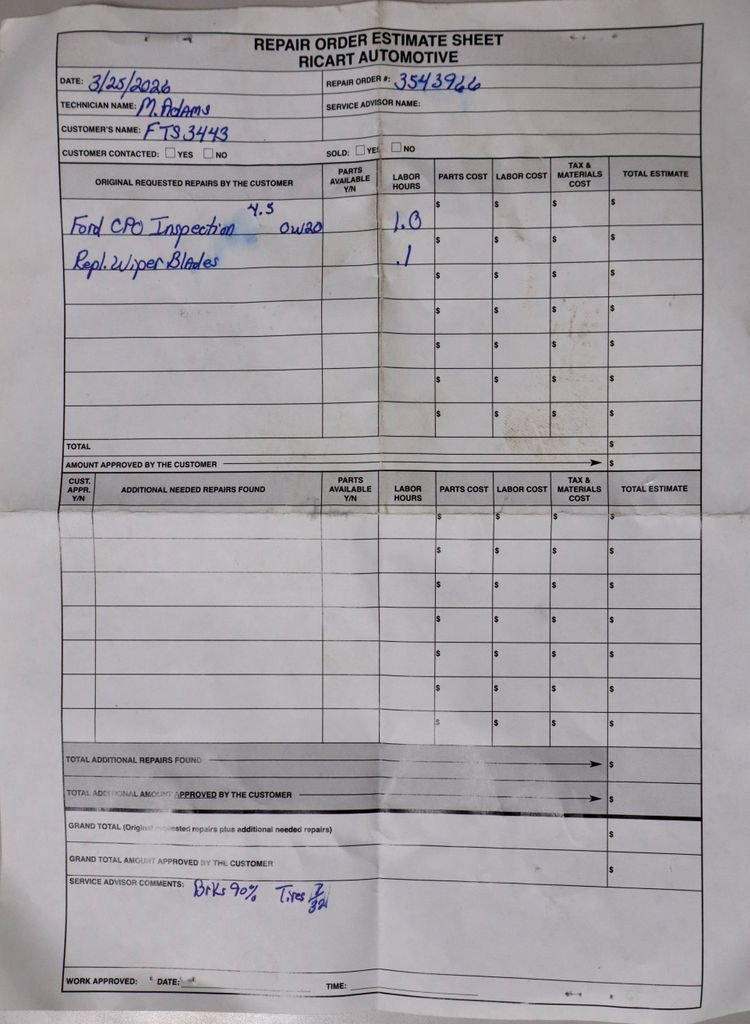 REPAIR ORDER ESTIMATE SHEET
RICART AUTOMOTIVE
DATE: 3/25/2026
REPAIR ORDER #: 3543966
TECHNICIAN NAME: M. Adams
SERVICE ADVISOR NAME:
CUSTOMER'S NAME: FTS3443
CUSTOMER CONTACTED: YES NO
SOLD: YES NO
ORIGINAL REQUESTED REPAIRS BY THE CUSTOMER PARTS AVAILABLE Y/N LABOR HOURS PARTS COST LABOR COST TAX & MATERIALS COST TOTAL ESTIMATE
$ $ $ $
4.5
Ford CPO Inspection 0W20 1.0
$ $ $ $
Repl. Wiper Blades .1
$ $ $ $
$ $ $ $
$ $ $ $
$ $ $ $
$ $ $ $
TOTAL $
AMOUNT APPROVED BY THE CUSTOMER $
CUST. APPR. Y/N ADDITIONAL NEEDED REPAIRS FOUND PARTS AVAILABLE Y/N LABOR HOURS PARTS COST LABOR COST TAX & MATERIALS COST TOTAL ESTIMATE
$ $ $ $
$ $ $ $
$ $ $ $
$ $ $ $
$ $ $ $
$ $ $ $
$ $ $ $
TOTAL ADDITIONAL REPAIRS FOUND $
TOTAL ADDITIONAL AMOUNT APPROVED BY THE CUSTOMER $
GRAND TOTAL (Original requested repairs plus additional needed repairs) $
GRAND TOTAL AMOUNT APPROVED BY THE CUSTOMER $
SERVICE ADVISOR COMMENTS: Brks 90% Tires 7/32
WORK APPROVED: DATE: TIME: